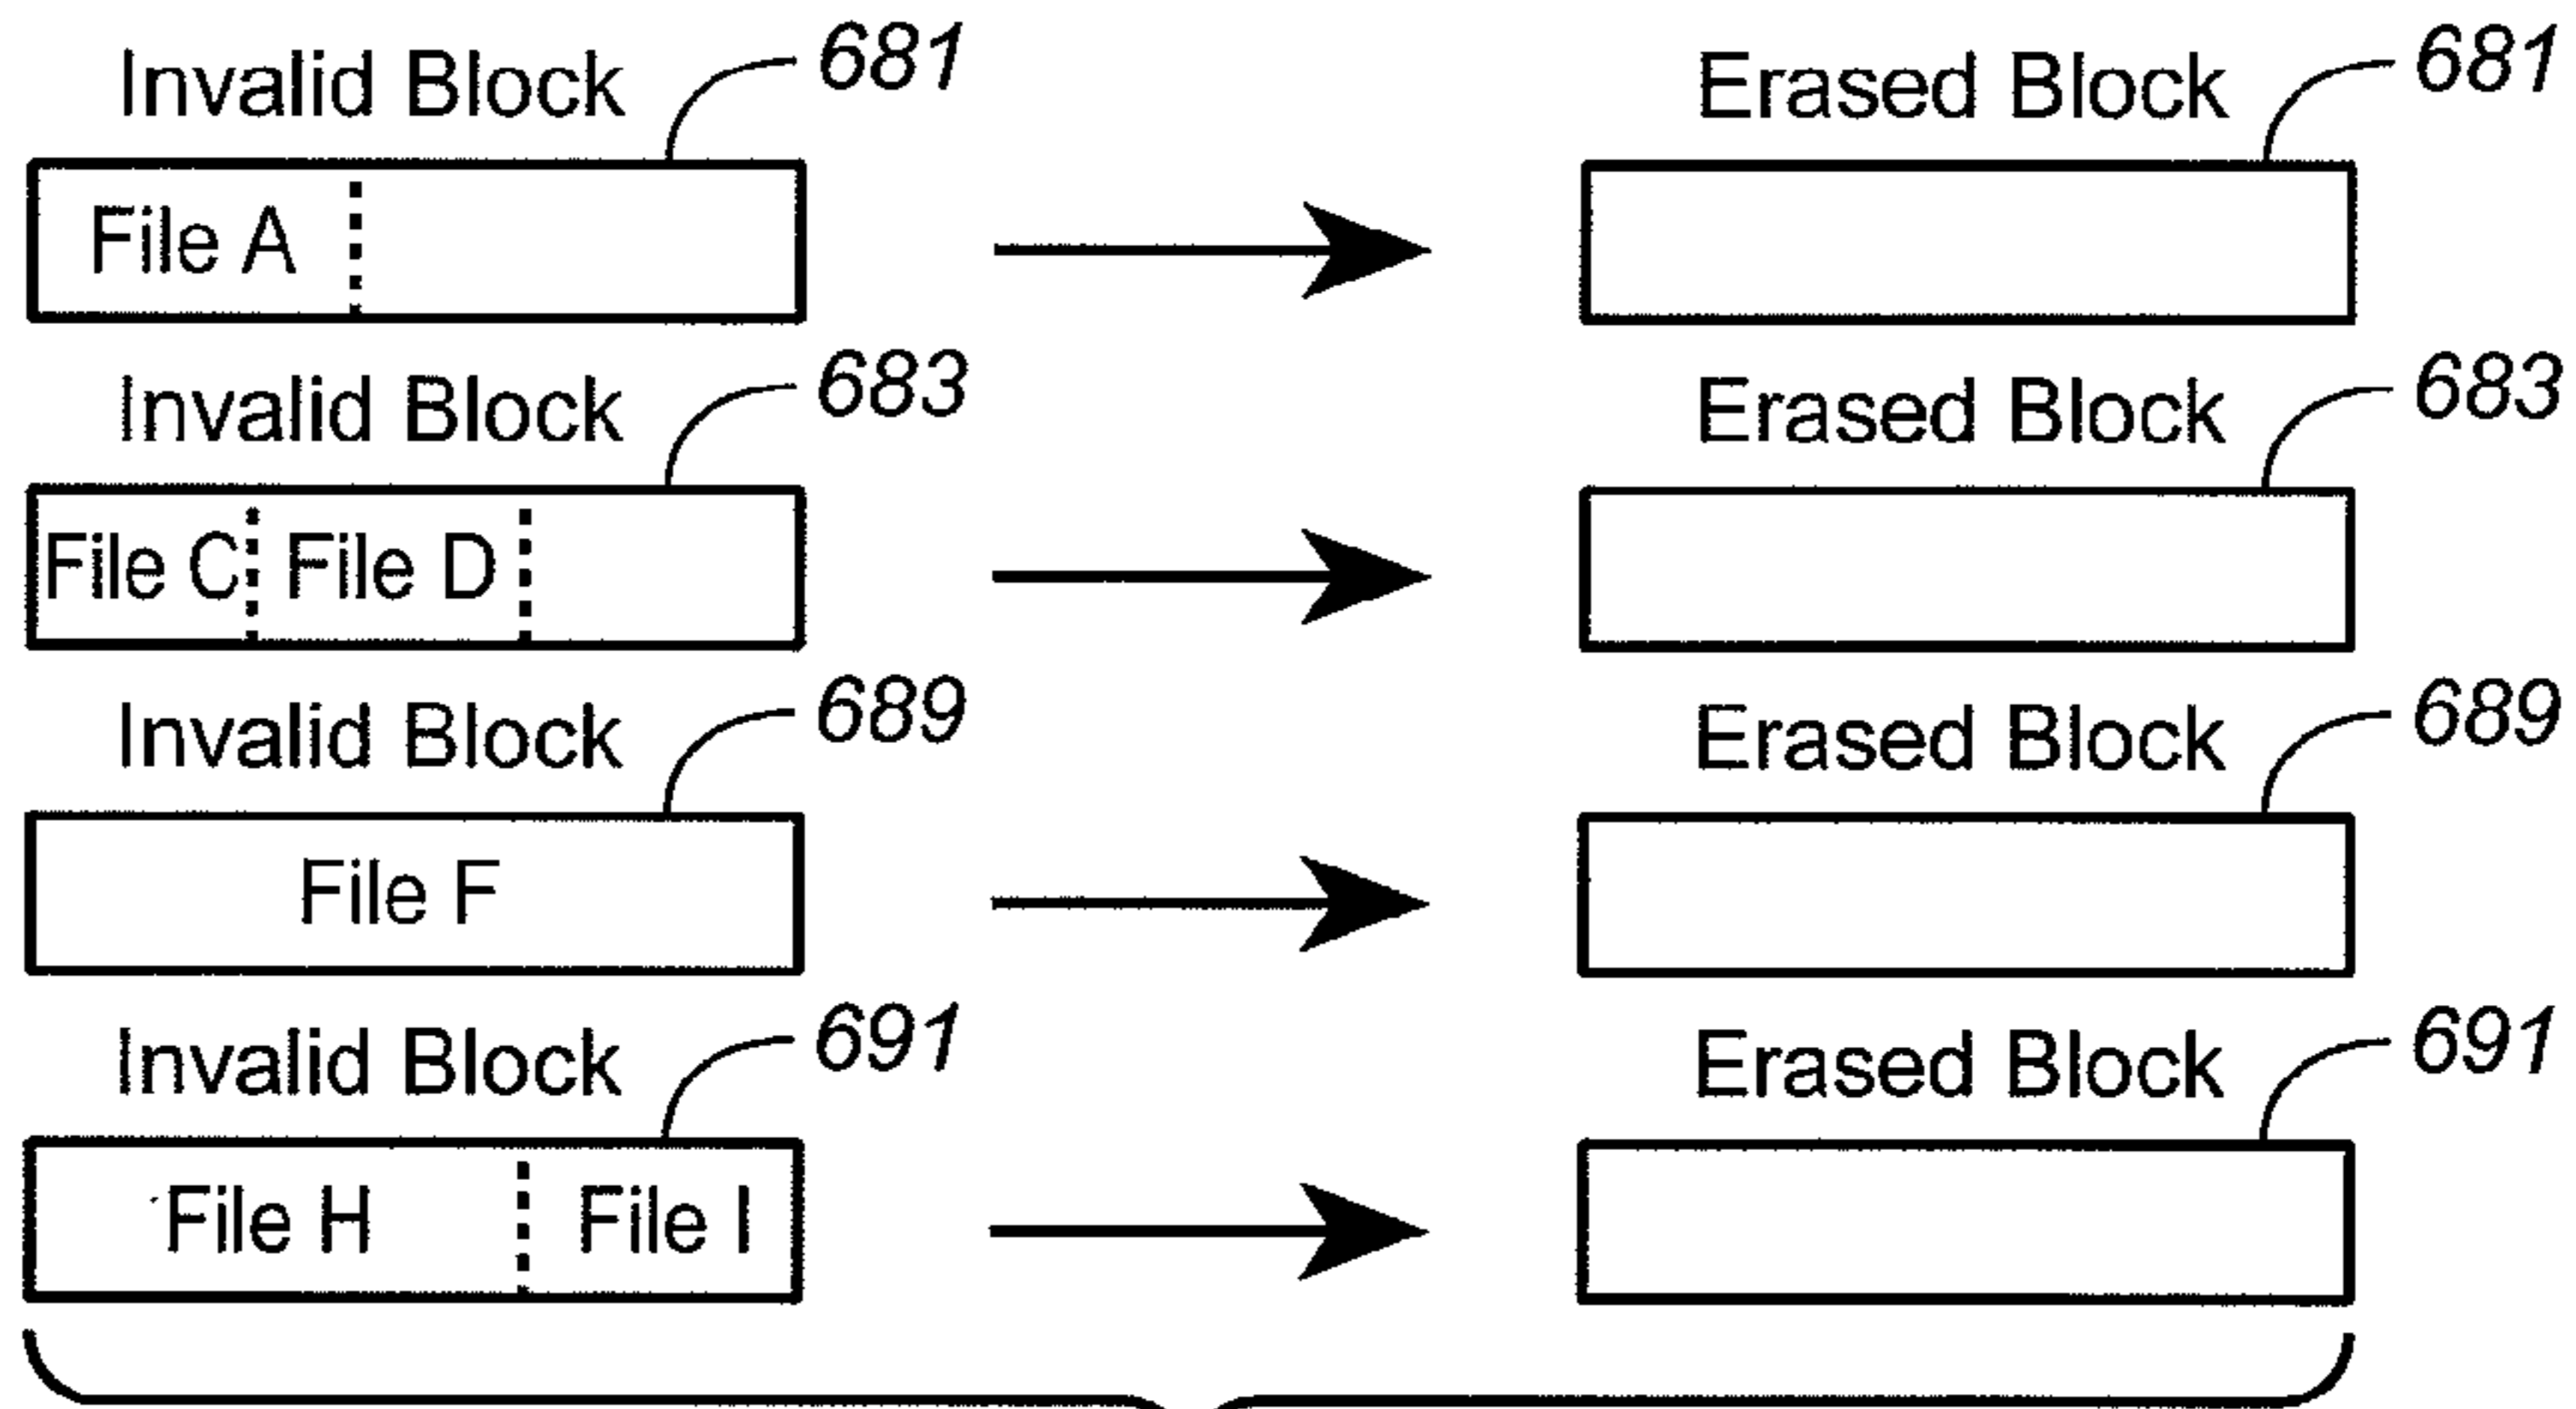 Invalid Block 681 Erased Block 681
File A
Invalid Block 683 Erased Block 683
File C File D
Invalid Block 689 Erased Block 689
File F
Invalid Block 691 Erased Block 691
File H File I